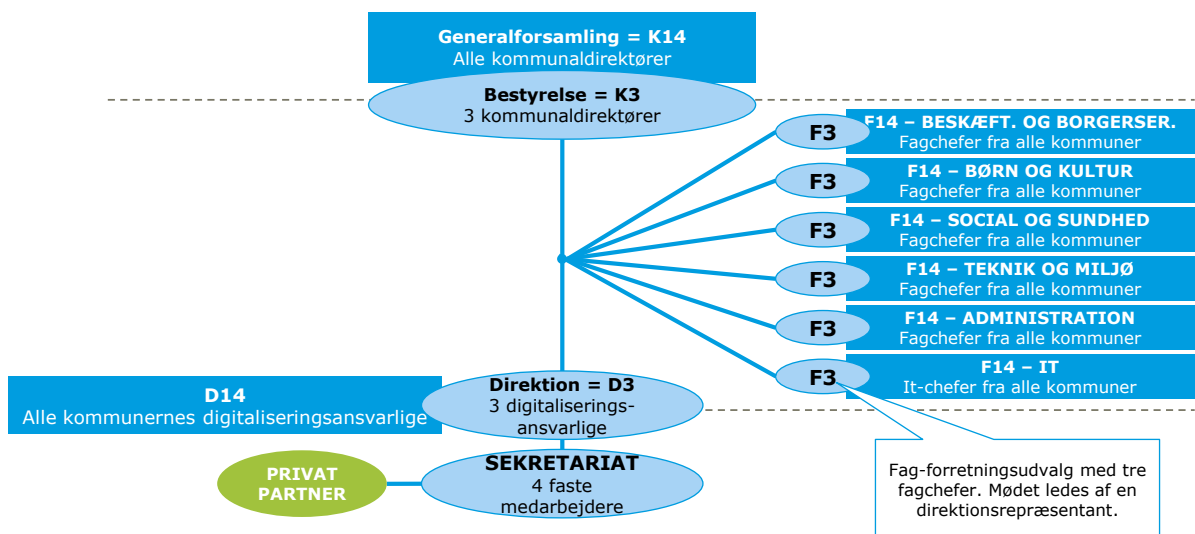 Generalforsamling = K14
Alle kommunaldirektører
Bestyrelse = K3
3 kommunaldirektører
F3
F14 – BESKÆFT. OG BORGERSER.
Fagchefer fra alle kommuner
F3
F14 – BØRN OG KULTUR
Fagchefer fra alle kommuner
F3
F14 – SOCIAL OG SUNDHED
Fagchefer fra alle kommuner
F3
F14 – TEKNIK OG MILJØ
Fagchefer fra alle kommuner
F3
F14 – ADMINISTRATION
Fagchefer fra alle kommuner
F3
F14 – IT
It-chefer fra alle kommuner
D14
Alle kommunernes digitaliseringsansvarlige
Direktion = D3
3 digitaliserings-
ansvarlige
PRIVAT
PARTNER
SEKRETARIAT
4 faste
medarbejdere
Fag-forretningsudvalg med tre
fagchefer. Mødet ledes af en
direktionsrepræsentant.